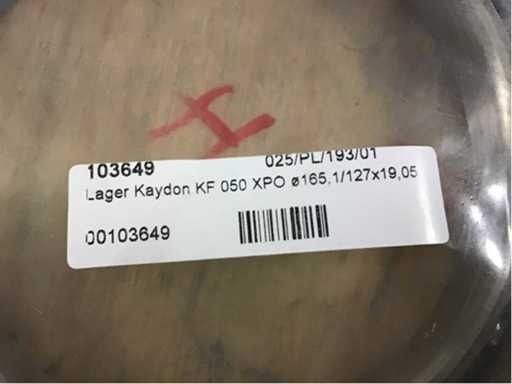 H
103649 025/PL/193/01
Lager Kaydon KF 050 XPO ø165,1/127x19,05
00103649